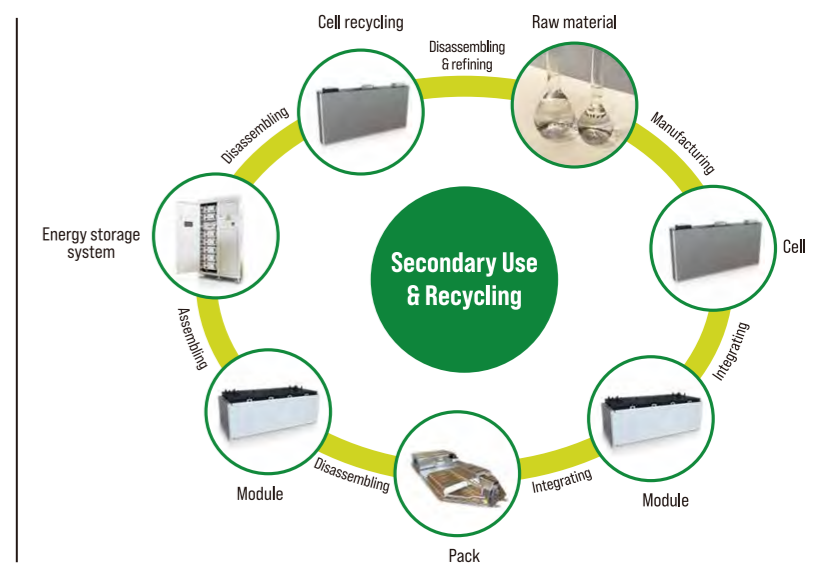 Cell recycling
Disassembling
& refining
Raw material
Manufacturing
Cell
Integrating
Module
Integrating
Pack
Disassembling
Module
Assembling
Energy storage
system
Disassembling
Secondary Use
& Recycling